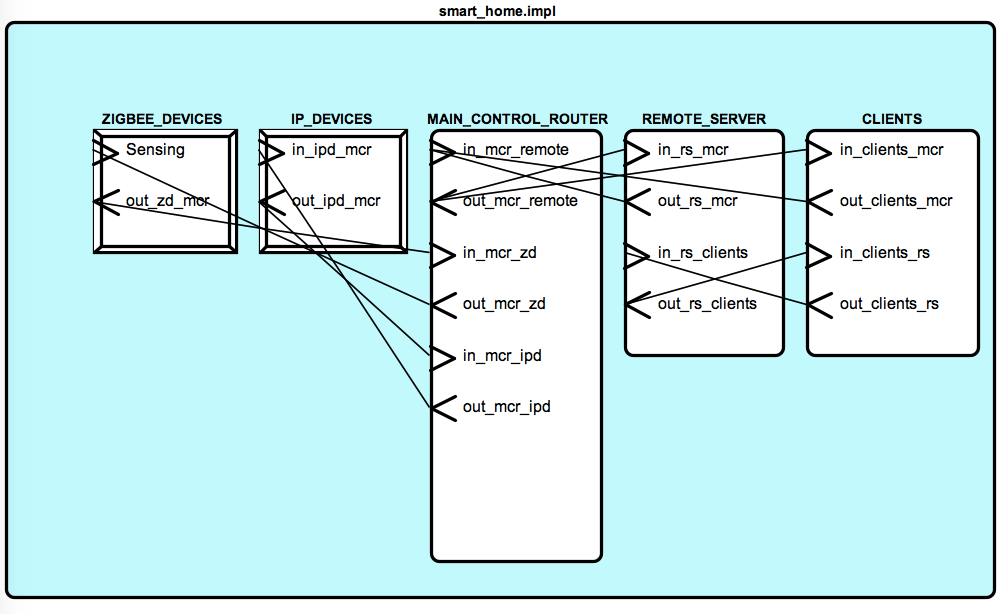 smart_home.impl
ZIGBEE_DEVICES
Sensing
out_zd_mcr
IP_DEVICES
in_ipd_mcr
out_ipd_mcr
MAIN_CONTROL_ROUTER
in_mcr_remote
out_mcr_remote
in_mcr_zd
out_mcr_zd
in_mcr_ipd
out_mcr_ipd
REMOTE_SERVER
in_rs_mcr
out_rs_mcr
in_rs_clients
out_rs_clients
CLIENTS
in_clients_mcr
out_clients_mcr
in_clients_rs
out_clients_rs